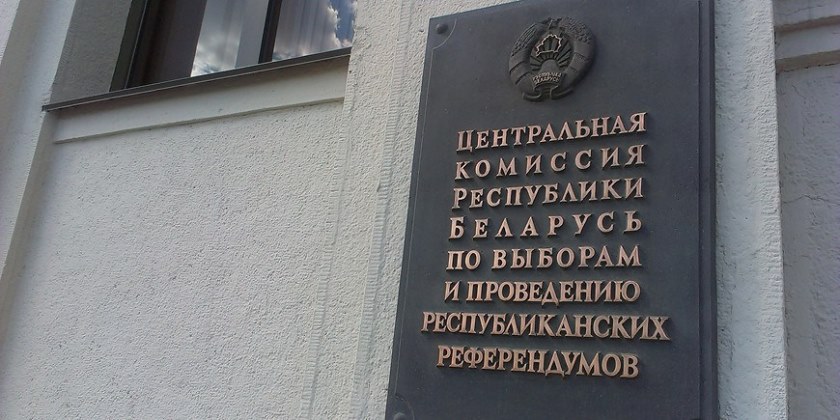 ЦЕНТРАЛЬНАЯ
КОМИССИЯ
РЕСПУБЛИКИ
БЕЛАРУСЬ
ПО ВЫБОРАМ
И ПРОВЕДЕНИЮ
РЕСПУБЛИКАНСКИХ
РЕФЕРЕНДУМОВ